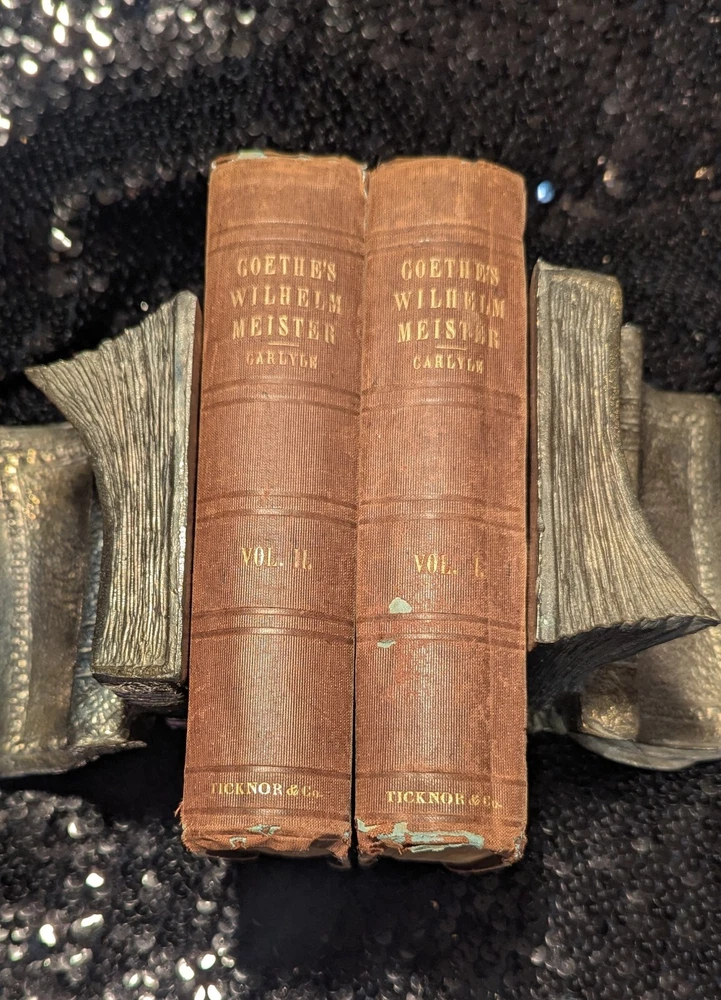 GOETHE'S
WILHELM
MEISTER
CARLYLE
VOL. II.
TICKNOR & Co.
GOETHE'S
WILHELM
MEISTER
CARLYLE
VOL. I.
TICKNOR & Co.